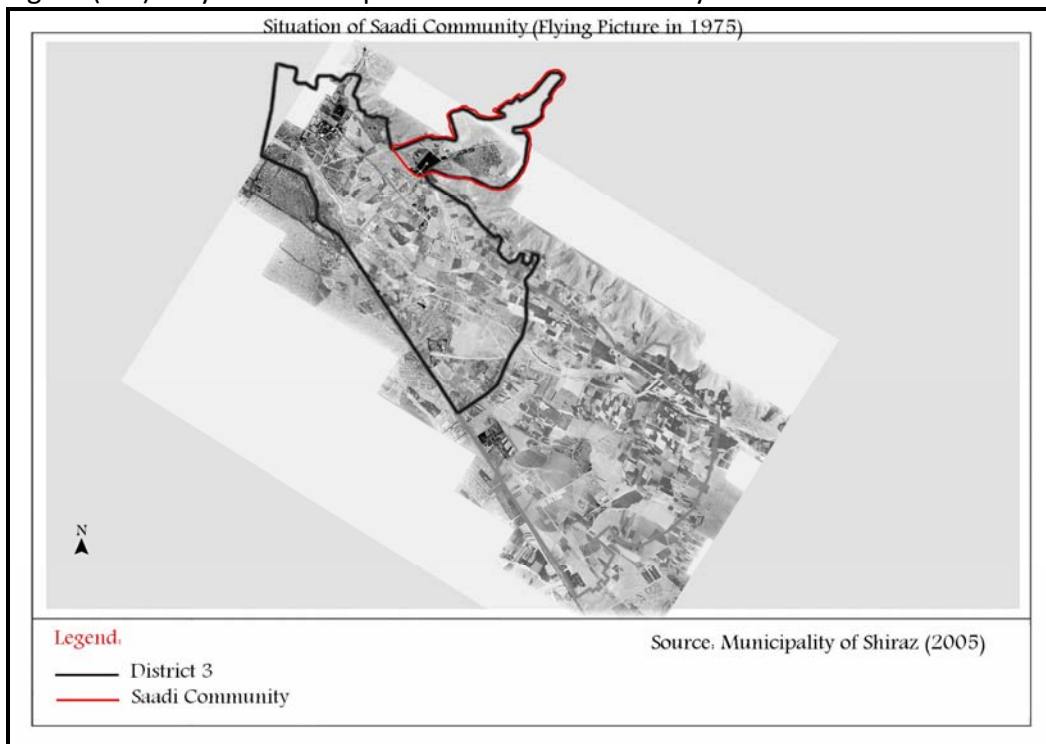 Situation of Saadi Community (Flying Picture in 1975)
N
Legend:
Source: Municipality of Shiraz (2005)
District 3
Saadi Community